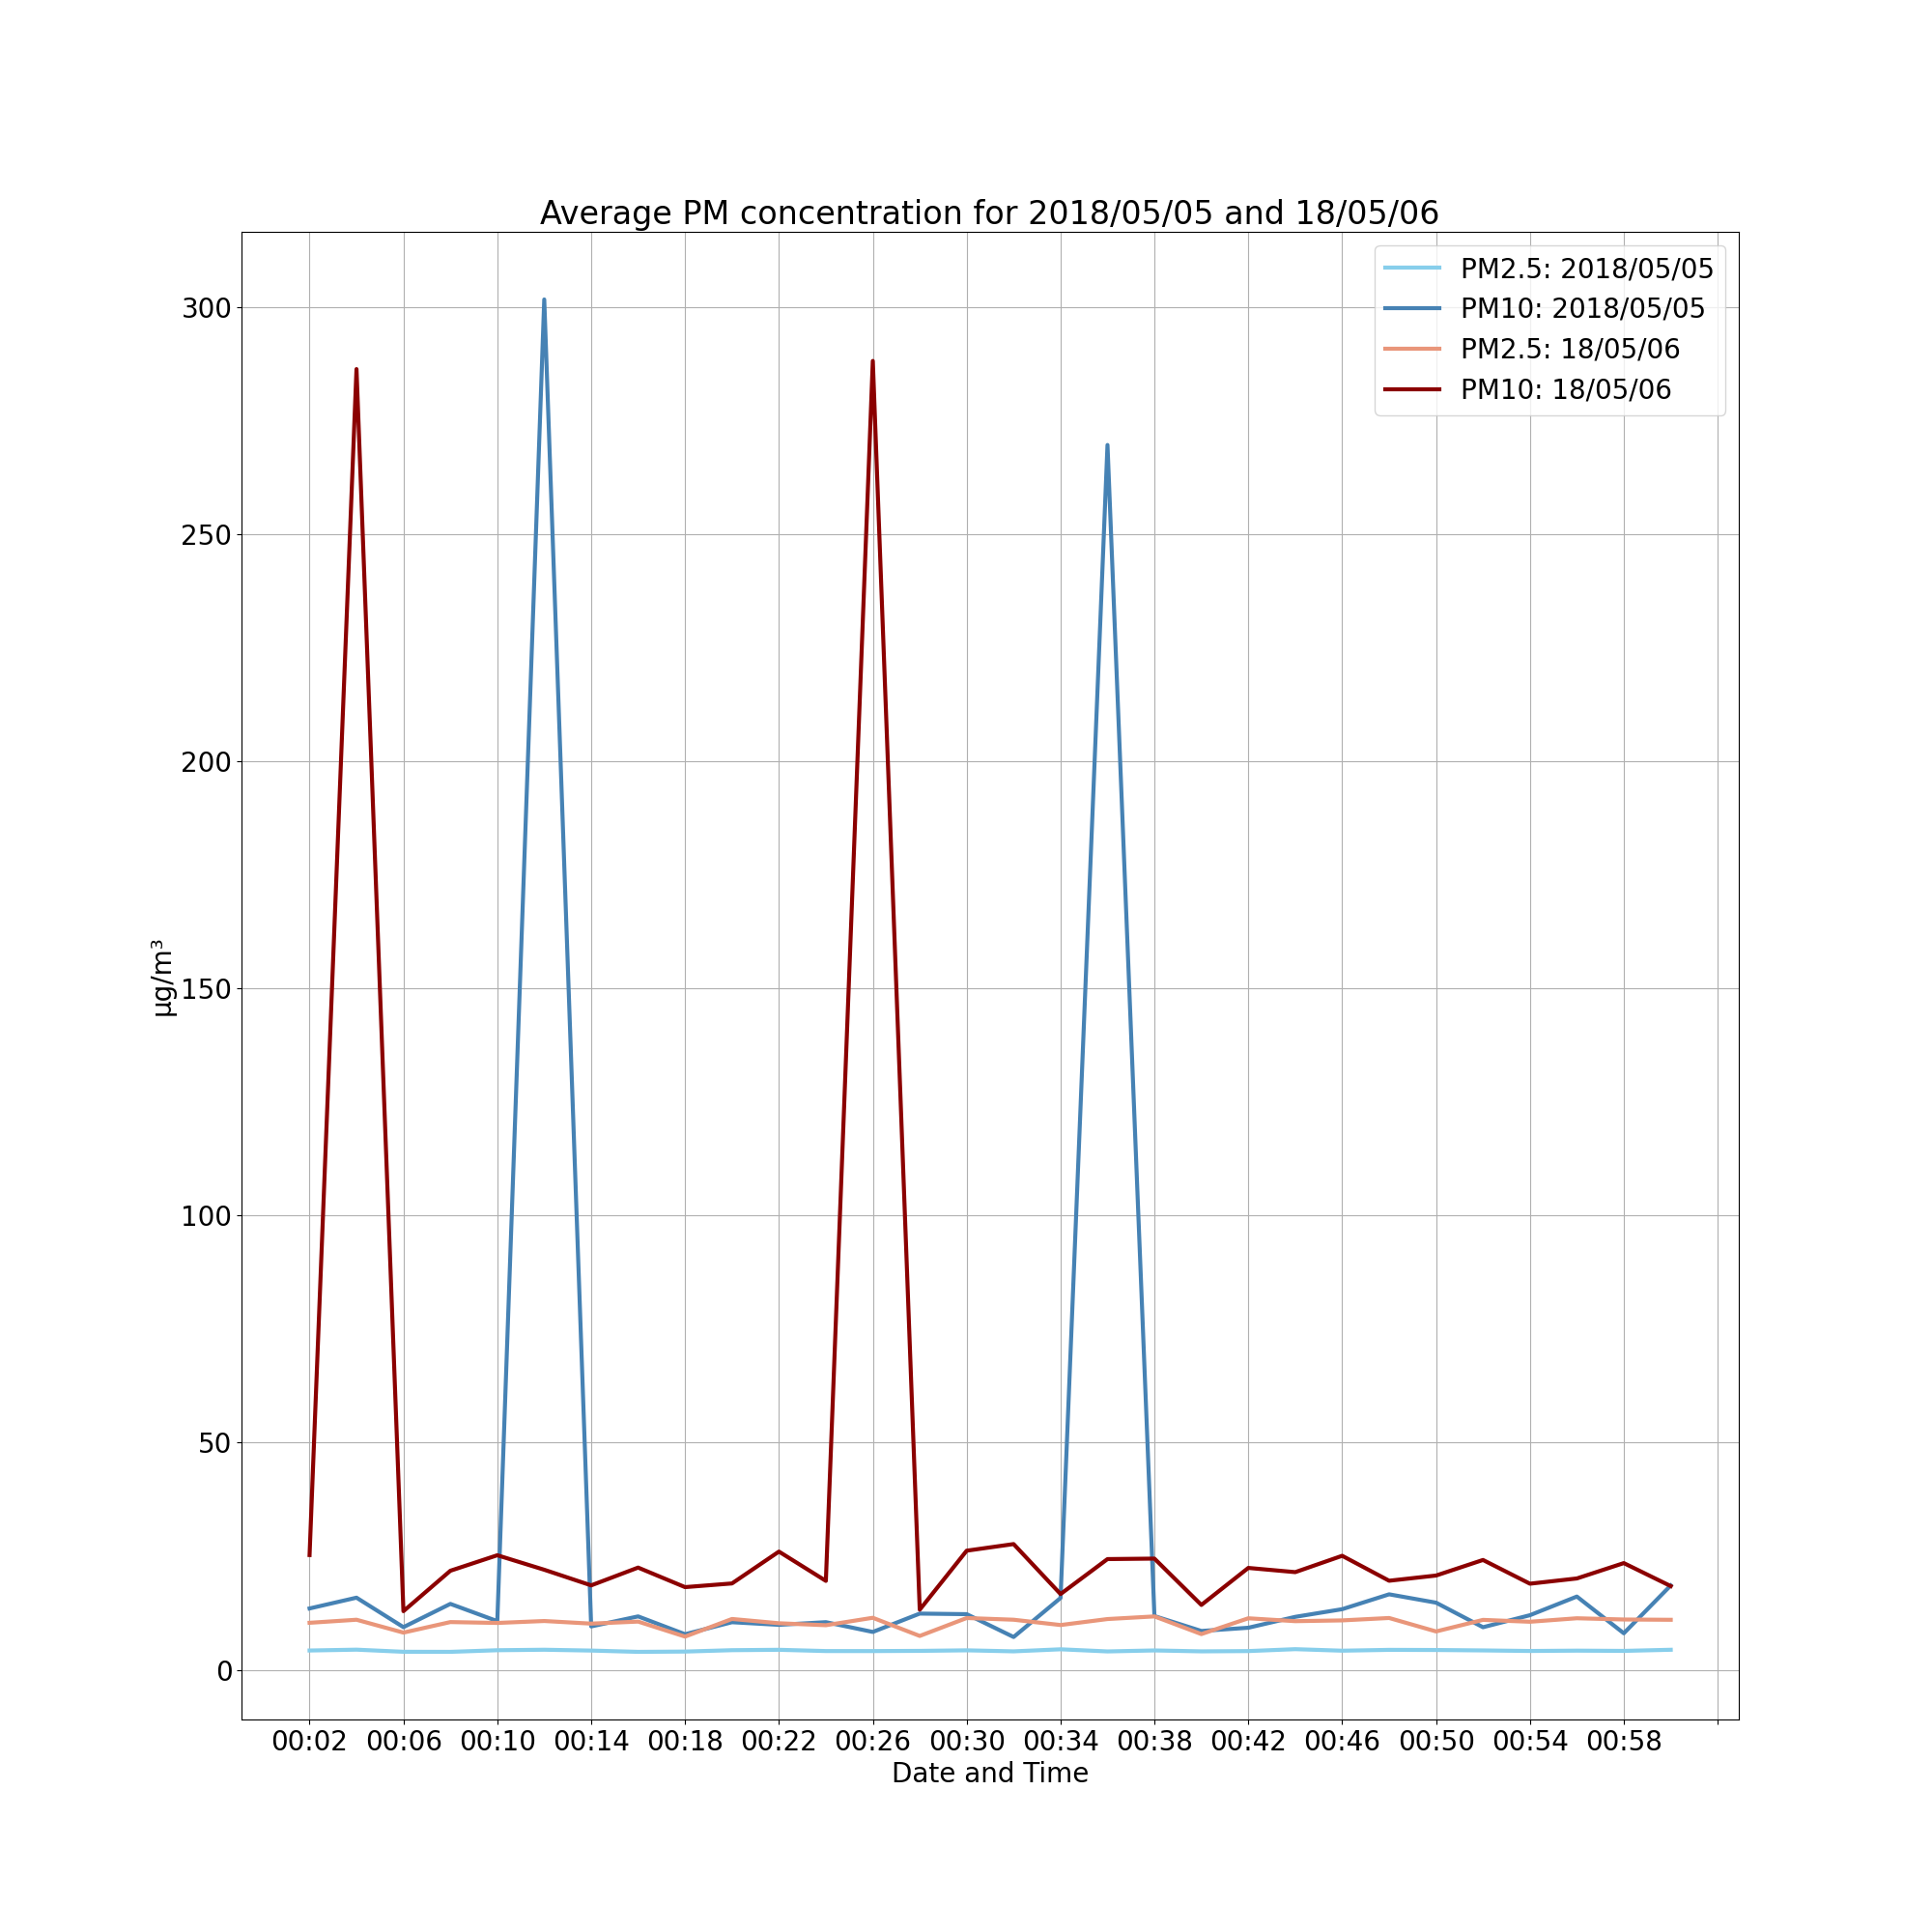 Average PM concentration for 2018/05/05 and 18/05/06
PM2.5: 2018/05/05
PM10: 2018/05/05
PM2.5: 18/05/06
PM10: 18/05/06
300
250
200
150
100
50
0
µg/m³
00:02 00:06 00:10 00:14 00:18 00:22 00:26 00:30 00:34 00:38 00:42 00:46 00:50 00:54 00:58
Date and Time